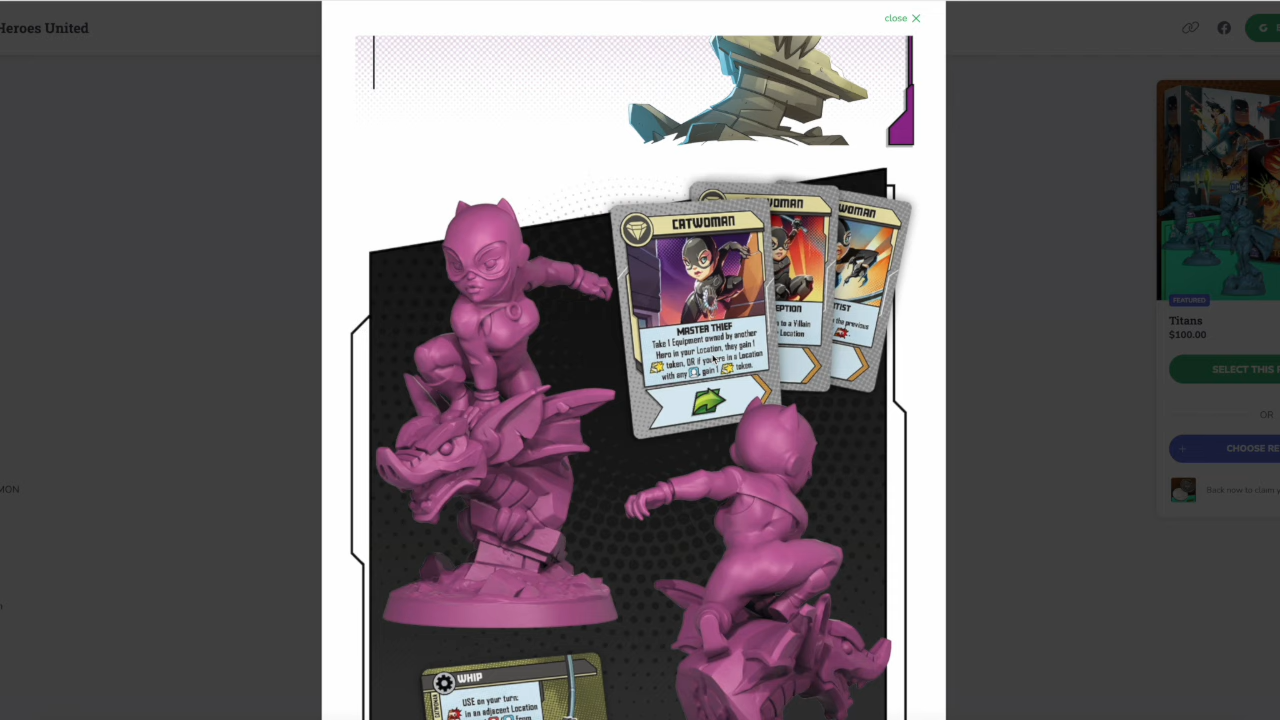 Heroes United
close
CATWOMAN
WOMAN
WOMAN
MASTER THIEF
Take 1 Equipment owned by another
Hero in your Location, they gain 1
token, OR if you're in a Location
with any , gain 1 token.
EPTION
to a Villain
Location
TIST
the previous
WHIP
USE on your turn:
in an adjacent Location
FEATURED
Titans
$100.00
SELECT THIS
OR
+ CHOOSE RE
Back now to claim
MON